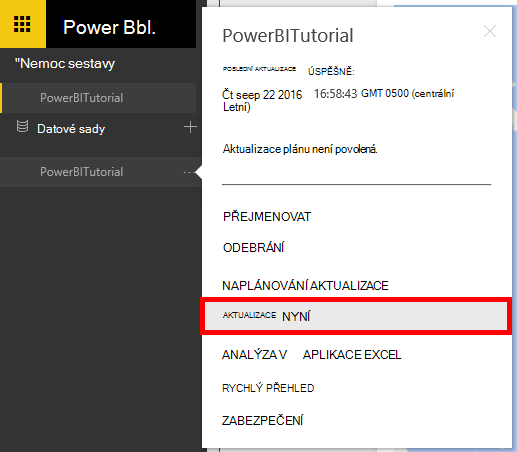 Power Bbl.
"Nemoc sestavy
PowerBITutorial
Datové sady
PowerBITutorial
PowerBITutorial
POSLEDNÍ AKTUALIZACE ÚSPĚŠNĚ:
Čt seep 22 2016 16:58:43 GMT 0500 (centrální
Letní)
Aktualizace plánu není povolená.
PŘEJMENOVAT
ODEBRÁNÍ
NAPLÁNOVÁNÍ AKTUALIZACE
AKTUALIZACE NYNÍ
ANALÝZA V APLIKACE EXCEL
RYCHLÝ PŘEHLED
ZABEZPEČENÍ